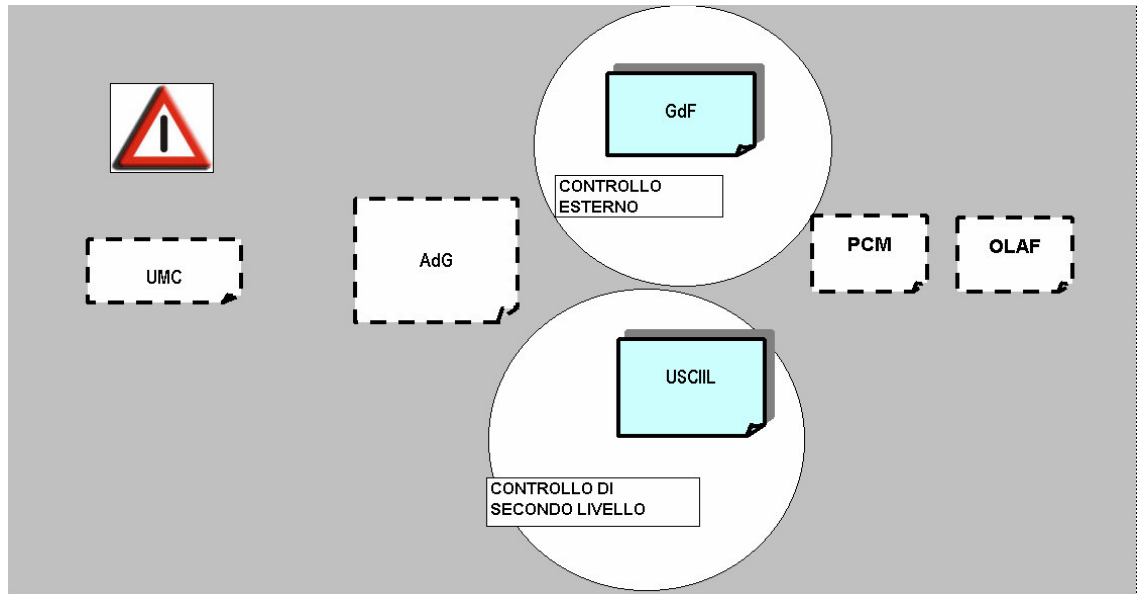 GdF
CONTROLLO
ESTERNO
UMC
AdG
PCM
OLAF
USCIIL
CONTROLLO DI
SECONDO LIVELLO